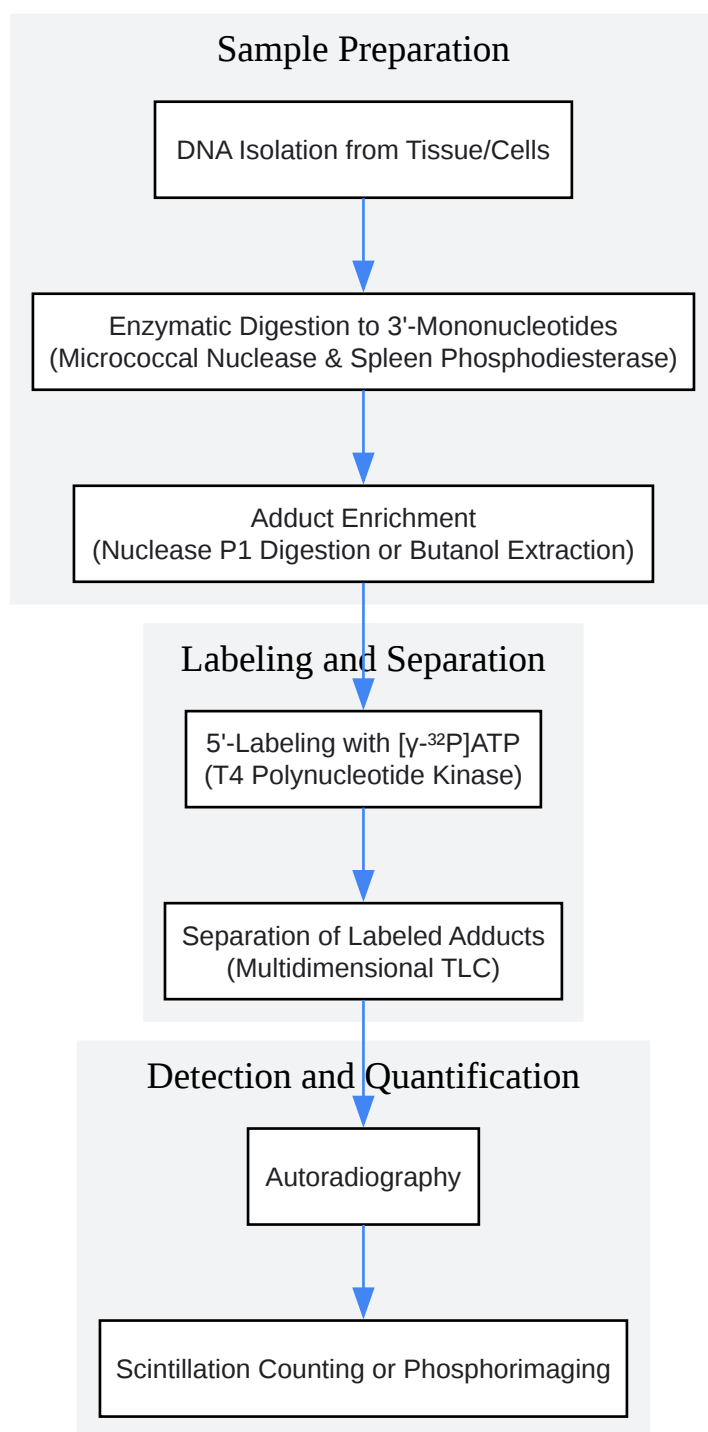 Sample Preparation
DNA Isolation from Tissue/Cells
Enzymatic Digestion to 3'-Mononucleotides
(Micrococcal Nuclease & Spleen Phosphodiesterase)
Adduct Enrichment
(Nuclease P1 Digestion or Butanol Extraction)
Labeling and Separation
5'-Labeling with [γ-³²P]ATP
(T4 Polynucleotide Kinase)
Separation of Labeled Adducts
(Multidimensional TLC)
Detection and Quantification
Autoradiography
Scintillation Counting or Phosphorimaging